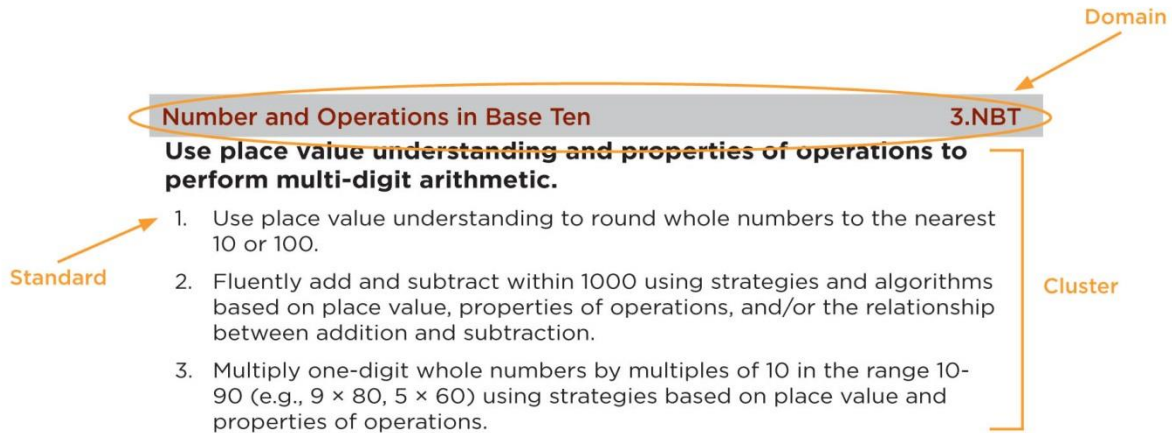 Domain
Number and Operations in Base Ten 3.NBT
Use place value understanding and properties of operations to
perform multi-digit arithmetic.
1. Use place value understanding to round whole numbers to the nearest
10 or 100.
Standard
2. Fluently add and subtract within 1000 using strategies and algorithms
based on place value, properties of operations, and/or the relationship
between addition and subtraction.
Cluster
3. Multiply one-digit whole numbers by multiples of 10 in the range 10-
90 (e.g., 9 × 80, 5 × 60) using strategies based on place value and
properties of operations.